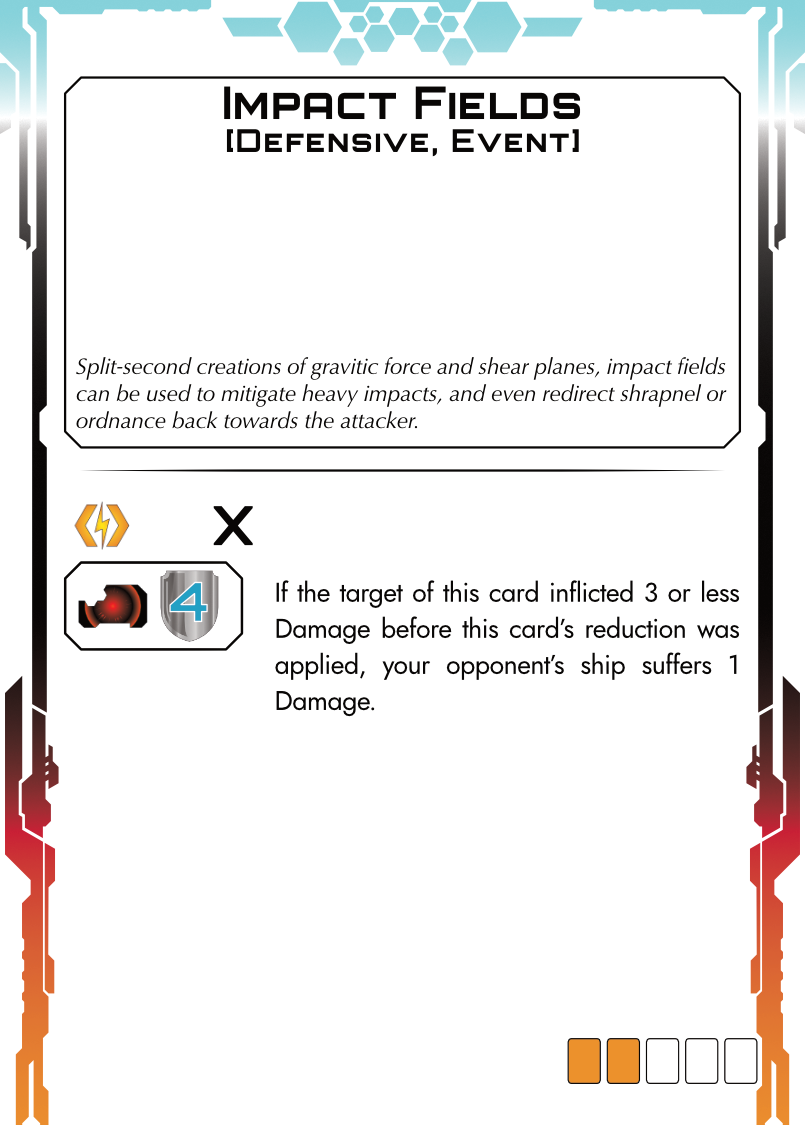 Impact Fields
[Defensive, Event]
Split-second creations of gravitic force and shear planes, impact fields
can be used to mitigate heavy impacts, and even redirect shrapnel or
ordnance back towards the attacker.
X
4
If the target of this card inflicted 3 or less
Damage before this card’s reduction was
applied, your opponent’s ship suffers 1
Damage.